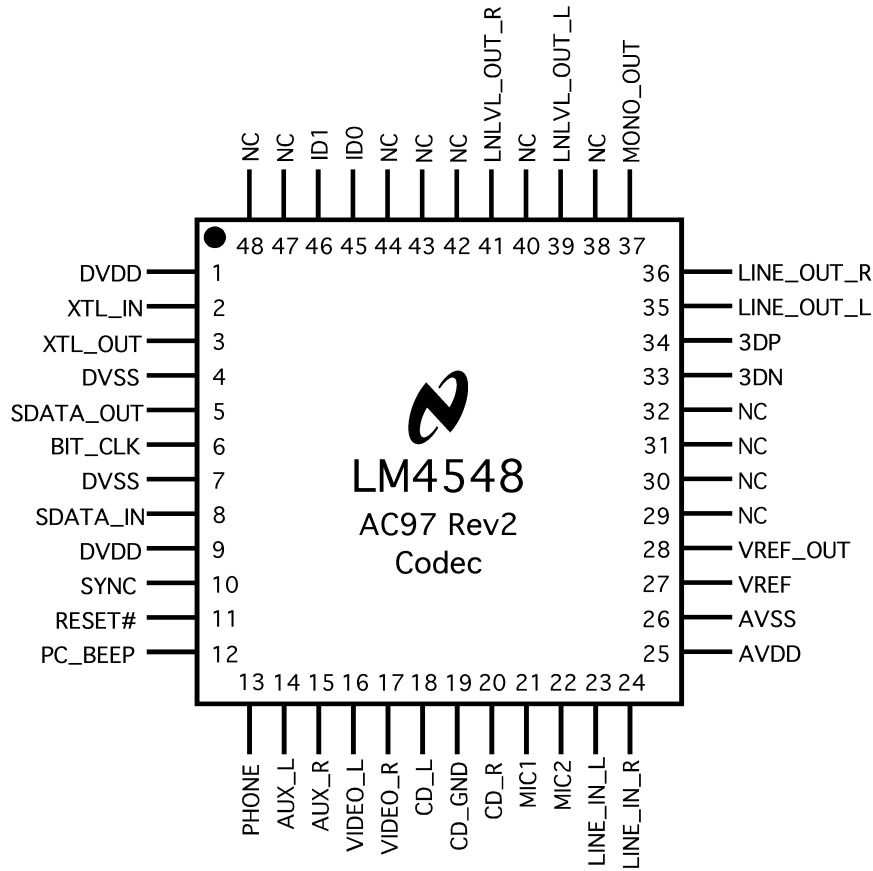 NC NC ID1 ID0 NC NC NC LNLVL_OUT_R NC LNLVL_OUT_L NC MONO_OUT
48 47 46 45 44 43 42 41 40 39 38 37
DVDD 1 36 LINE_OUT_R
XTL_IN 2 35 LINE_OUT_L
XTL_OUT 3 34 3DP
DVSS 4 33 3DN
SDATA_OUT 5 32 NC
BIT_CLK 6 31 NC
DVSS 7 30 NC
SDATA_IN 8 29 NC
DVDD 9 28 VREF_OUT
SYNC 10 27 VREF
RESET# 11 26 AVSS
PC_BEEP 12 25 AVDD
LM4548
AC97 Rev2
Codec
13 14 15 16 17 18 19 20 21 22 23 24
PHONE AUX_L AUX_R VIDEO_L VIDEO_R CD_L CD_GND CD_R MIC1 MIC2 LINE_IN_L LINE_IN_R